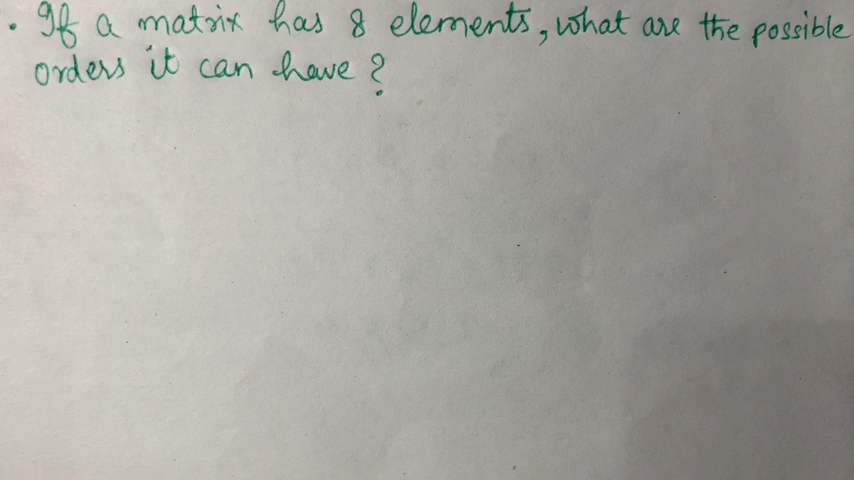 . If a matrix has 8 elements, what are the possible
orders it can have ?